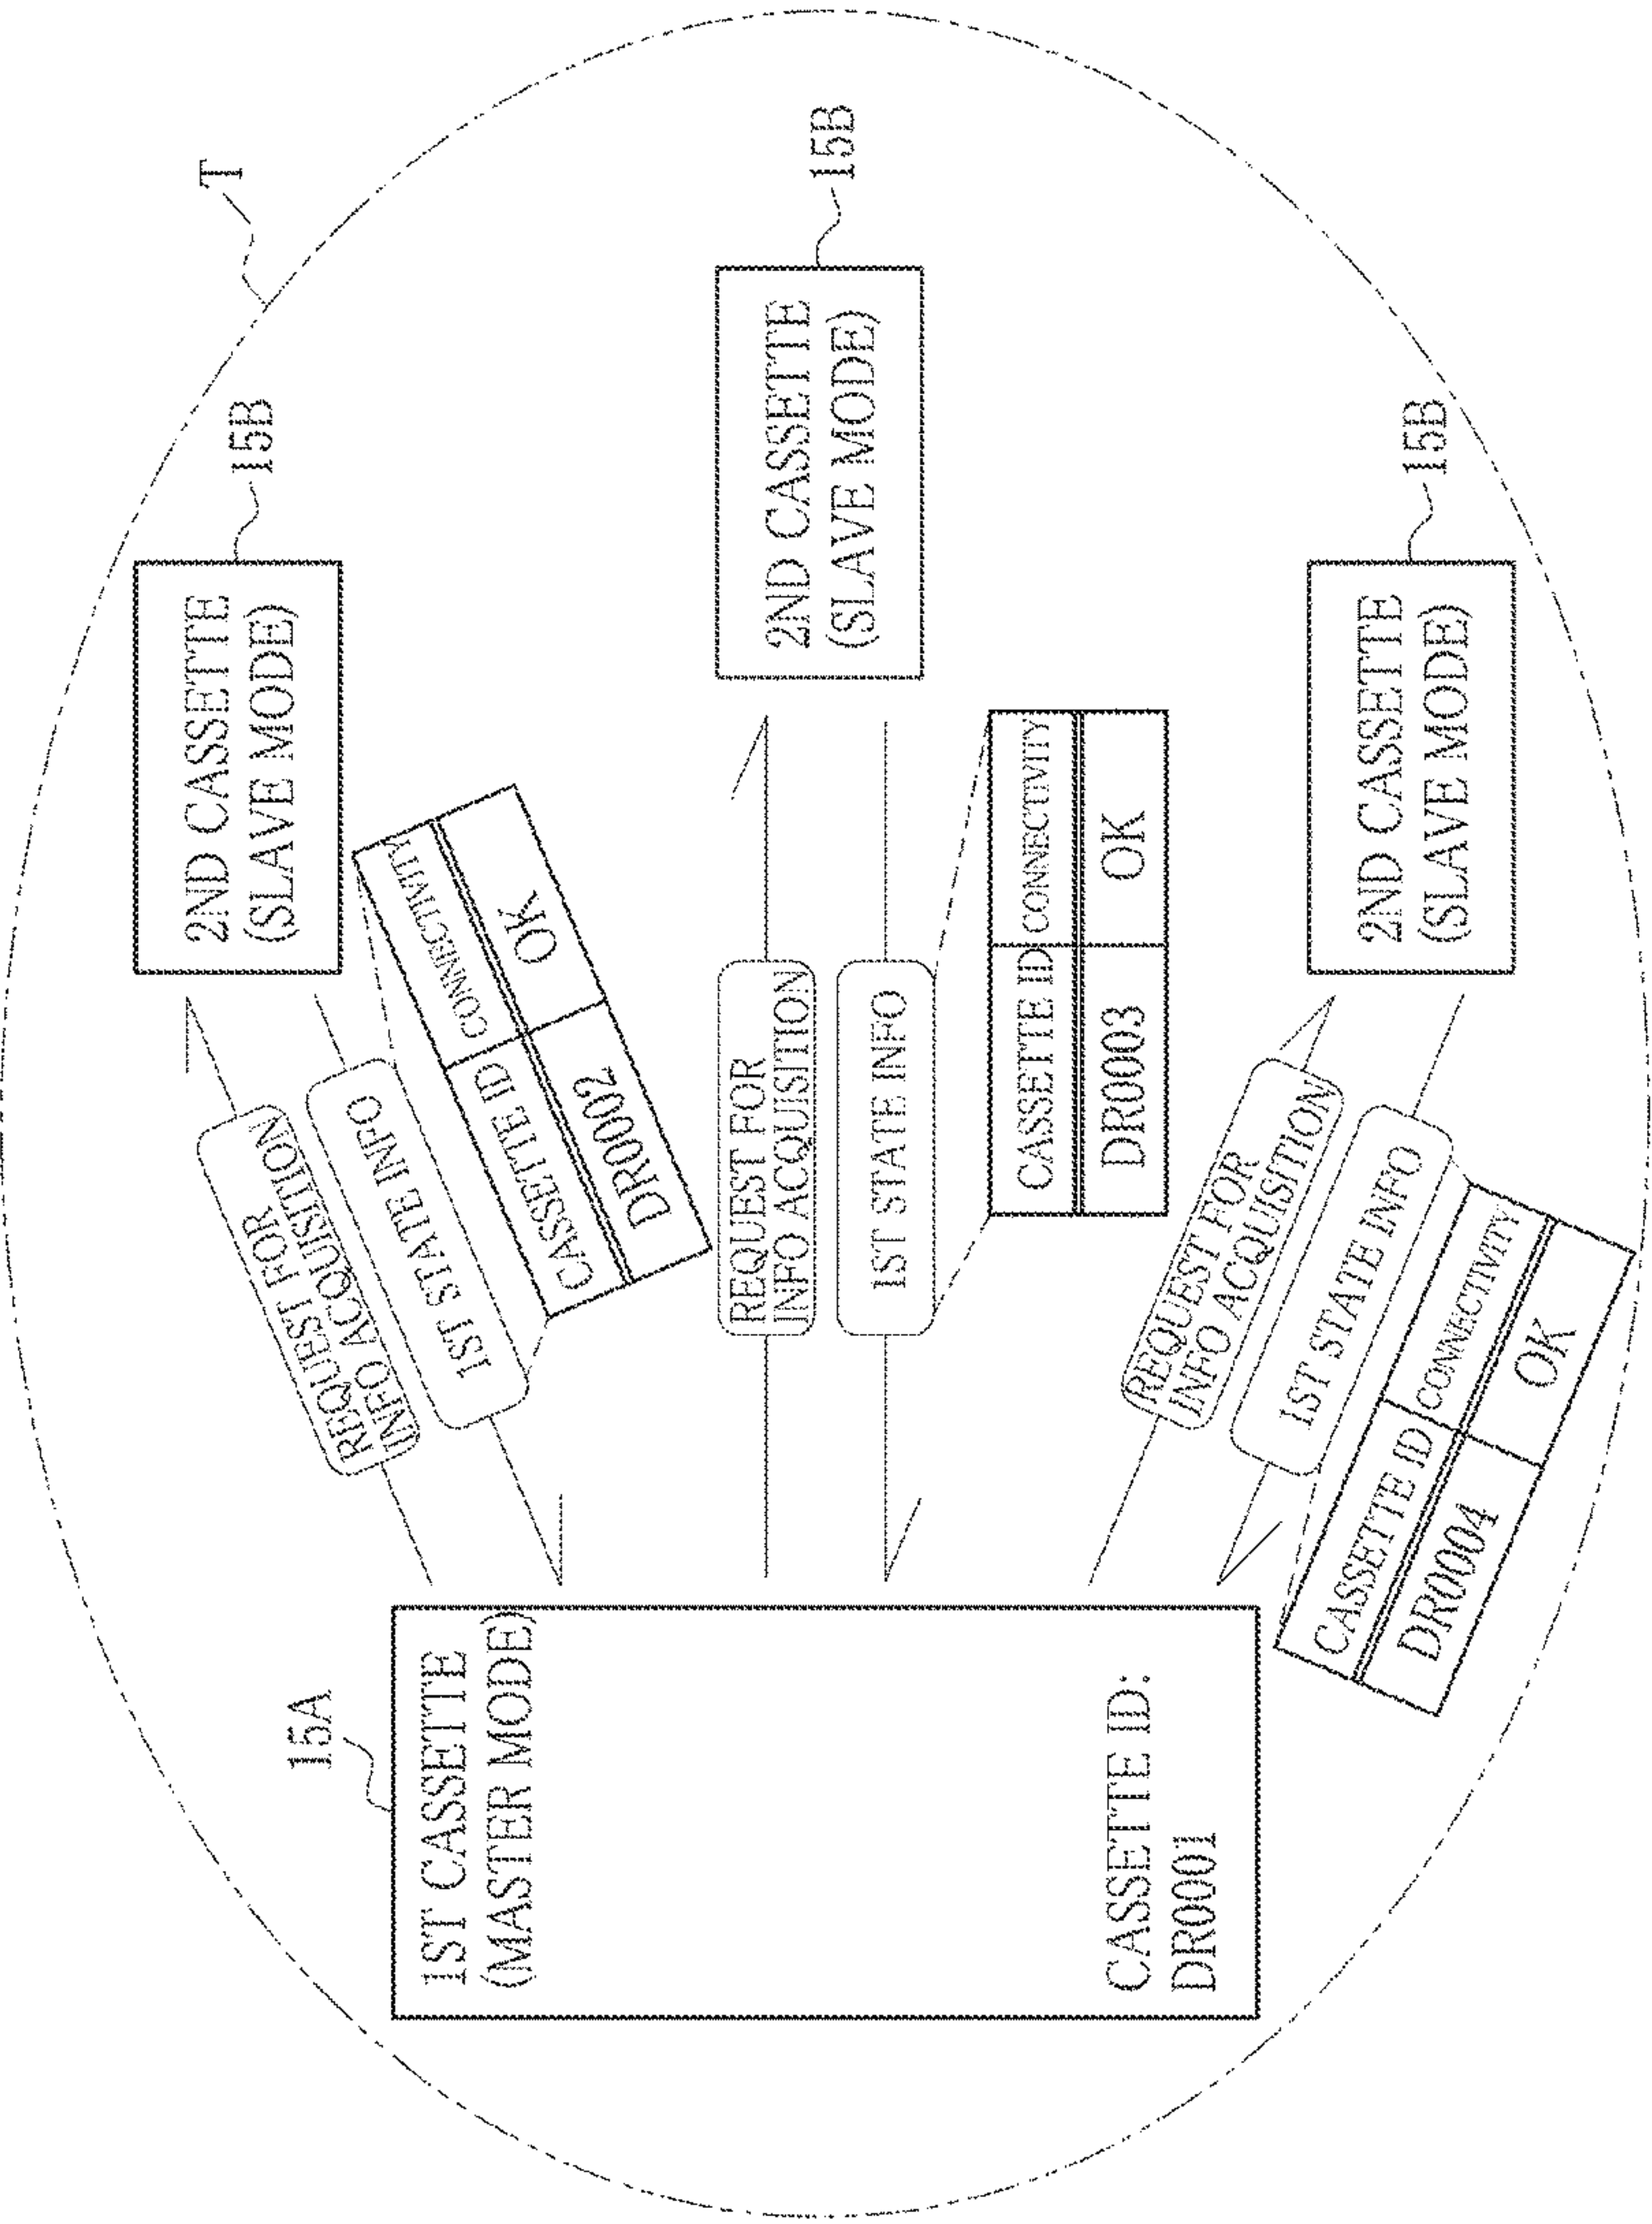 T
15B
2ND CASSETTE
(SLAVE MODE)
REQUEST FOR
INFO ACQUISITION
1ST STATE INFO
CASSETTE ID CONNECTIVITY
DR0002 OK
15A
1ST CASSETTE
(MASTER MODE)
CASSETTE ID:
DR0001
15B
2ND CASSETTE
(SLAVE MODE)
REQUEST FOR
INFO ACQUISITION
1ST STATE INFO
CASSETTE ID CONNECTIVITY
DR0003 OK
15B
2ND CASSETTE
(SLAVE MODE)
REQUEST FOR
INFO ACQUISITION
1ST STATE INFO
CASSETTE ID CONNECTIVITY
DR0004 OK